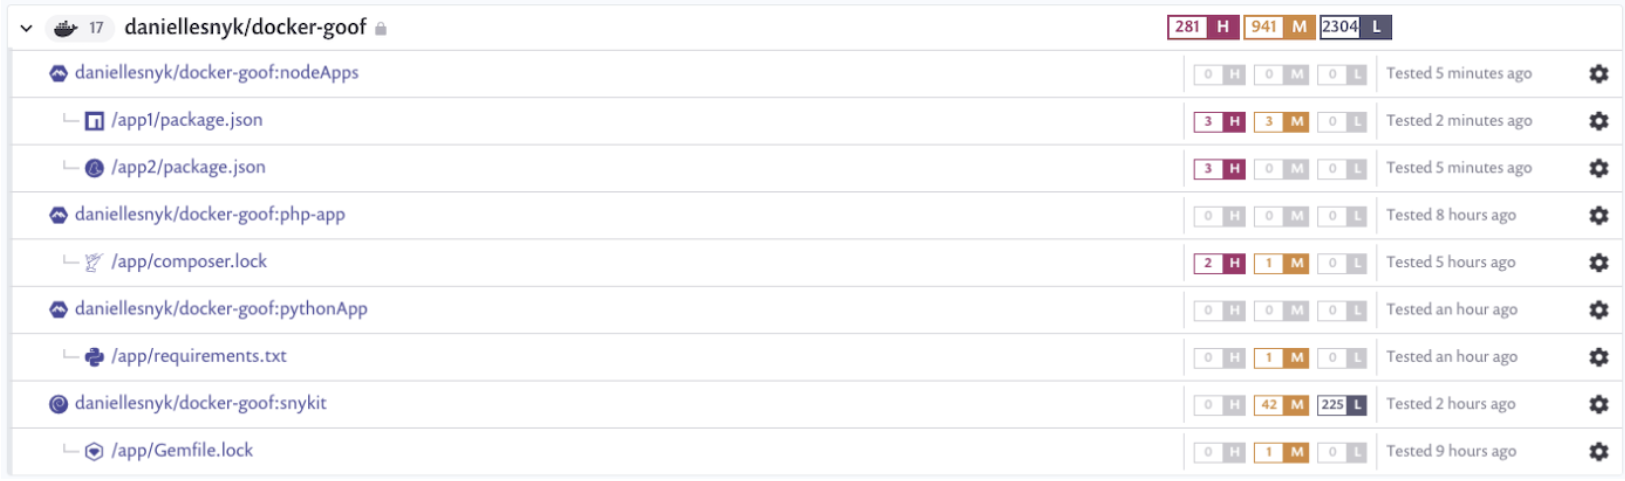 17 daniellesnyk/docker-goof 281 H 941 M 2304 L
daniellesnyk/docker-goof:nodeApps 0 H 0 M 0 L Tested 5 minutes ago
/app1/package.json 3 H 3 M 0 L Tested 2 minutes ago
/app2/package.json 3 H 0 M 0 L Tested 5 minutes ago
daniellesnyk/docker-goof:php-app 0 H 0 M 0 L Tested 8 hours ago
/app/composer.lock 2 H 1 M 0 L Tested 5 hours ago
daniellesnyk/docker-goof:pythonApp 0 H 0 M 0 L Tested an hour ago
/app/requirements.txt 0 H 1 M 0 L Tested an hour ago
daniellesnyk/docker-goof:snykit 0 H 42 M 225 L Tested 2 hours ago
/app/Gemfile.lock 0 H 1 M 0 L Tested 9 hours ago